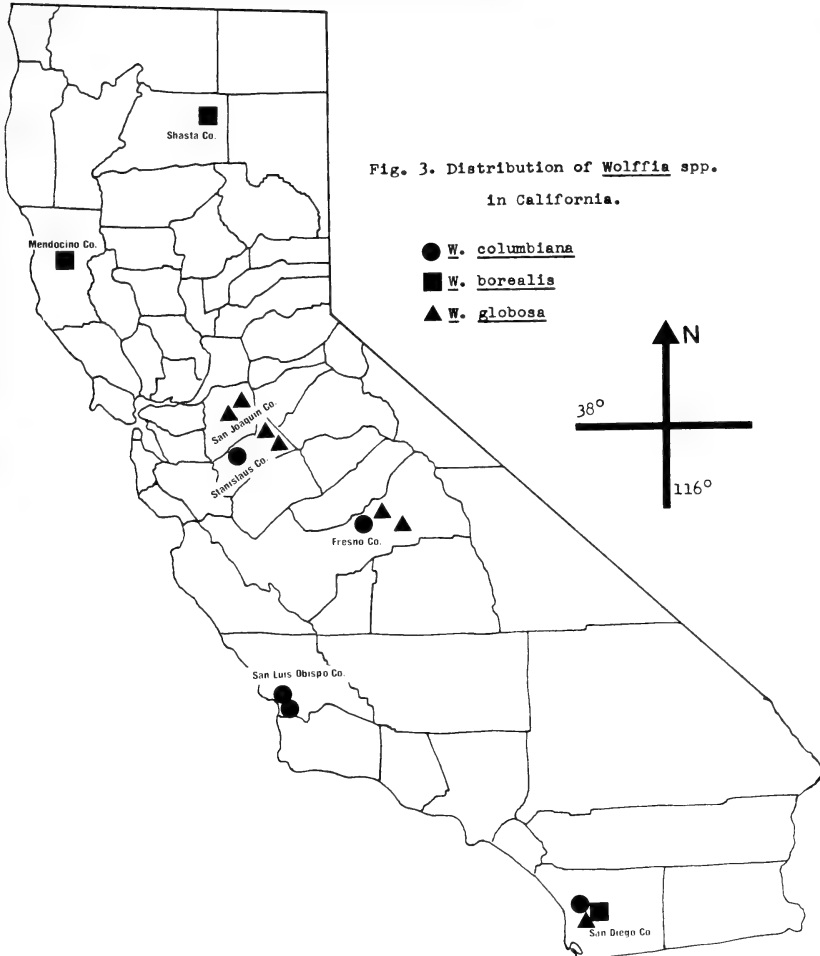 Shasta Co.
Fig. 3. Distribution of Wolffia spp.
in California.
Mendocino Co.
W. columbiana
W. borealis
W. globosa
N
38°
116°
San Joaquin Co.
Stanislaus Co.
Fresno Co.
San Luis Obispo Co.
San Diego Co